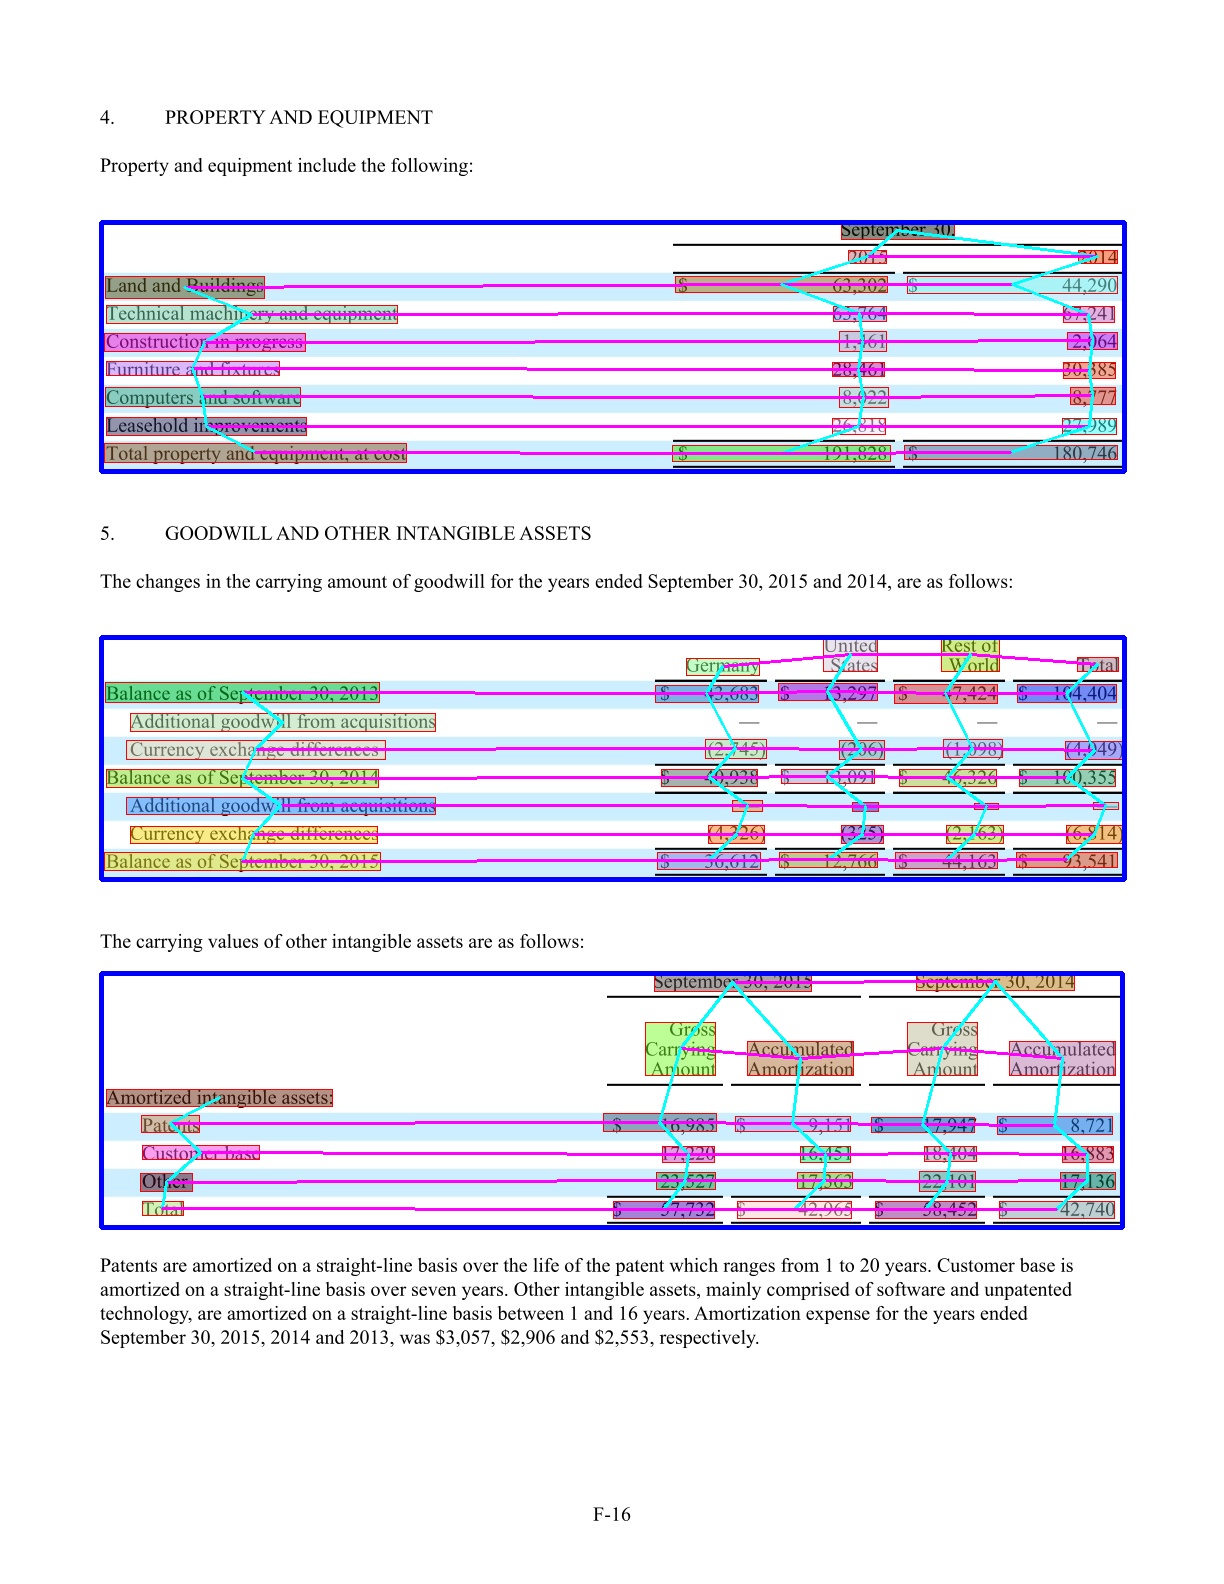 4. PROPERTY AND EQUIPMENT
Property and equipment include the following:
September 30,
2015 2014
Land and Buildings $ 63,302 $ 44,290
Technical machinery and equipment 63,764 67,241
Construction in progress 1,461 2,064
Furniture and fixtures 28,461 30,385
Computers and software 8,022 8,777
Leasehold improvements 26,818 27,989
Total property and equipment, at cost $ 191,828 $ 180,746
5. GOODWILL AND OTHER INTANGIBLE ASSETS
The changes in the carrying amount of goodwill for the years ended September 30, 2015 and 2014, are as follows:
United Rest of
Germany States World Total
Balance as of September 30, 2013 $ 43,683 $ 13,297 $ 47,424 $ 104,404
Additional goodwill from acquisitions — — — —
Currency exchange differences (2,745) (206) (1,098) (4,049)
Balance as of September 30, 2014 $ 40,938 $ 13,091 $ 46,326 $ 100,355
Additional goodwill from acquisitions — — — —
Currency exchange differences (4,326) (325) (2,163) (6,814)
Balance as of September 30, 2015 $ 36,612 $ 12,766 $ 44,163 $ 93,541
The carrying values of other intangible assets are as follows:
September 30, 2015 September 30, 2014
Gross Gross
Carrying Accumulated Carrying Accumulated
Amount Amortization Amount Amortization
Amortized intangible assets:
Patents $ 16,985 $ 9,151 $ 17,947 $ 8,721
Customer base 17,220 16,451 18,404 16,883
Other 23,527 17,363 22,101 17,136
Total $ 57,732 $ 42,965 $ 58,452 $ 42,740
Patents are amortized on a straight-line basis over the life of the patent which ranges from 1 to 20 years. Customer base is
amortized on a straight-line basis over seven years. Other intangible assets, mainly comprised of software and unpatented
technology, are amortized on a straight-line basis between 1 and 16 years. Amortization expense for the years ended
September 30, 2015, 2014 and 2013, was $3,057, $2,906 and $2,553, respectively.
F-16